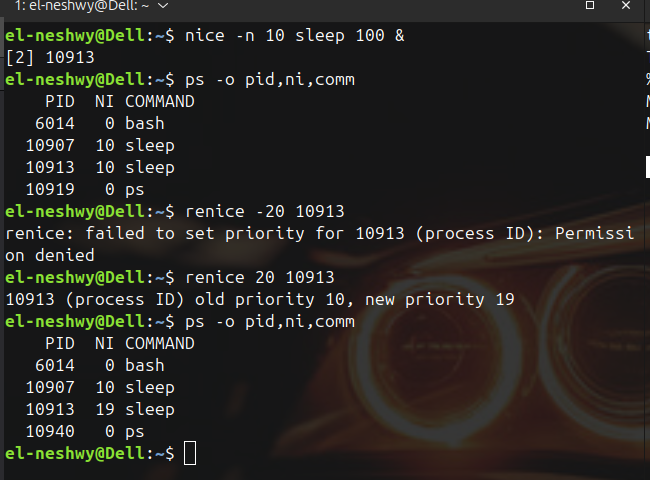 1: el-neshwy@Dell: ~
el-neshwy@Dell:~$ nice -n 10 sleep 100 &
[2] 10913
el-neshwy@Dell:~$ ps -o pid,ni,comm
    PID  NI COMMAND
   6014   0 bash
  10907  10 sleep
  10913  10 sleep
  10919   0 ps
el-neshwy@Dell:~$ renice -20 10913
renice: failed to set priority for 10913 (process ID): Permissi
on denied
el-neshwy@Dell:~$ renice 20 10913
10913 (process ID) old priority 10, new priority 19
el-neshwy@Dell:~$ ps -o pid,ni,comm
    PID  NI COMMAND
   6014   0 bash
  10907  10 sleep
  10913  19 sleep
  10940   0 ps
el-neshwy@Dell:~$